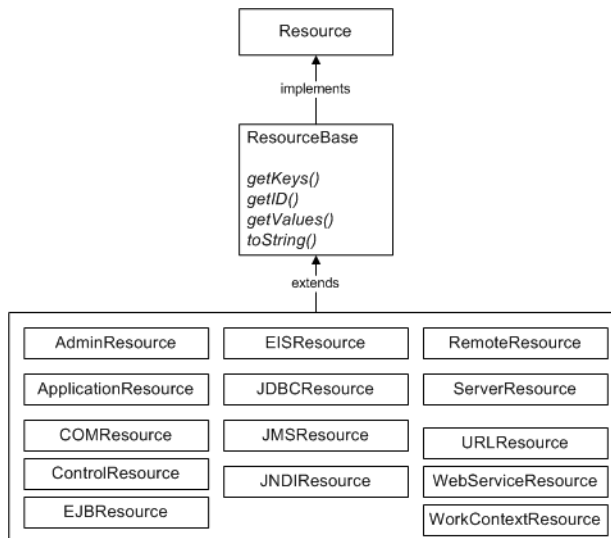 Resource
implements
ResourceBase
getKeys()
getID()
getValues()
toString()
extends
AdminResource
ApplicationResource
COMResource
ControlResource
EJBResource
EISResource
JDBCResource
JMSResource
JNDIResource
RemoteResource
ServerResource
URLResource
WebServiceResource
WorkContextResource